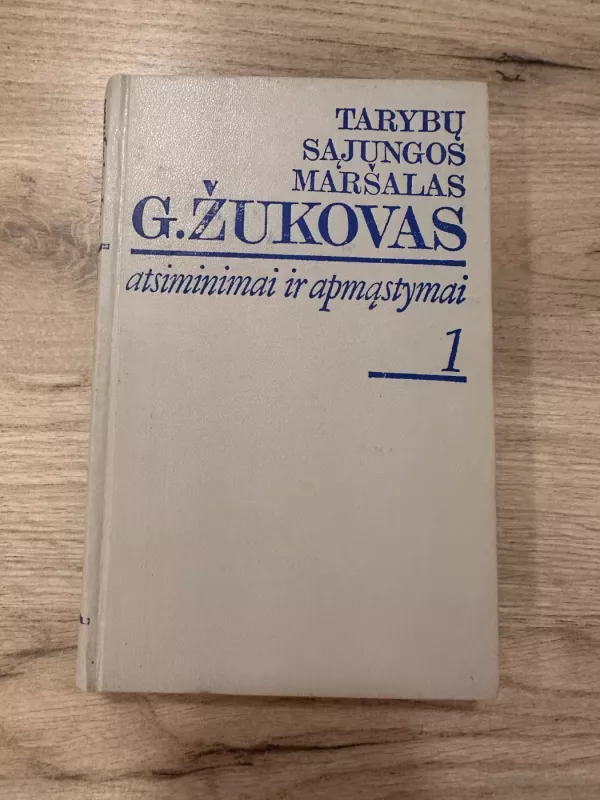 TARYBŲ
SĄJUNGOS
MARŠALAS
G.ŽUKOVAS
atsiminimai ir apmąstymai
1